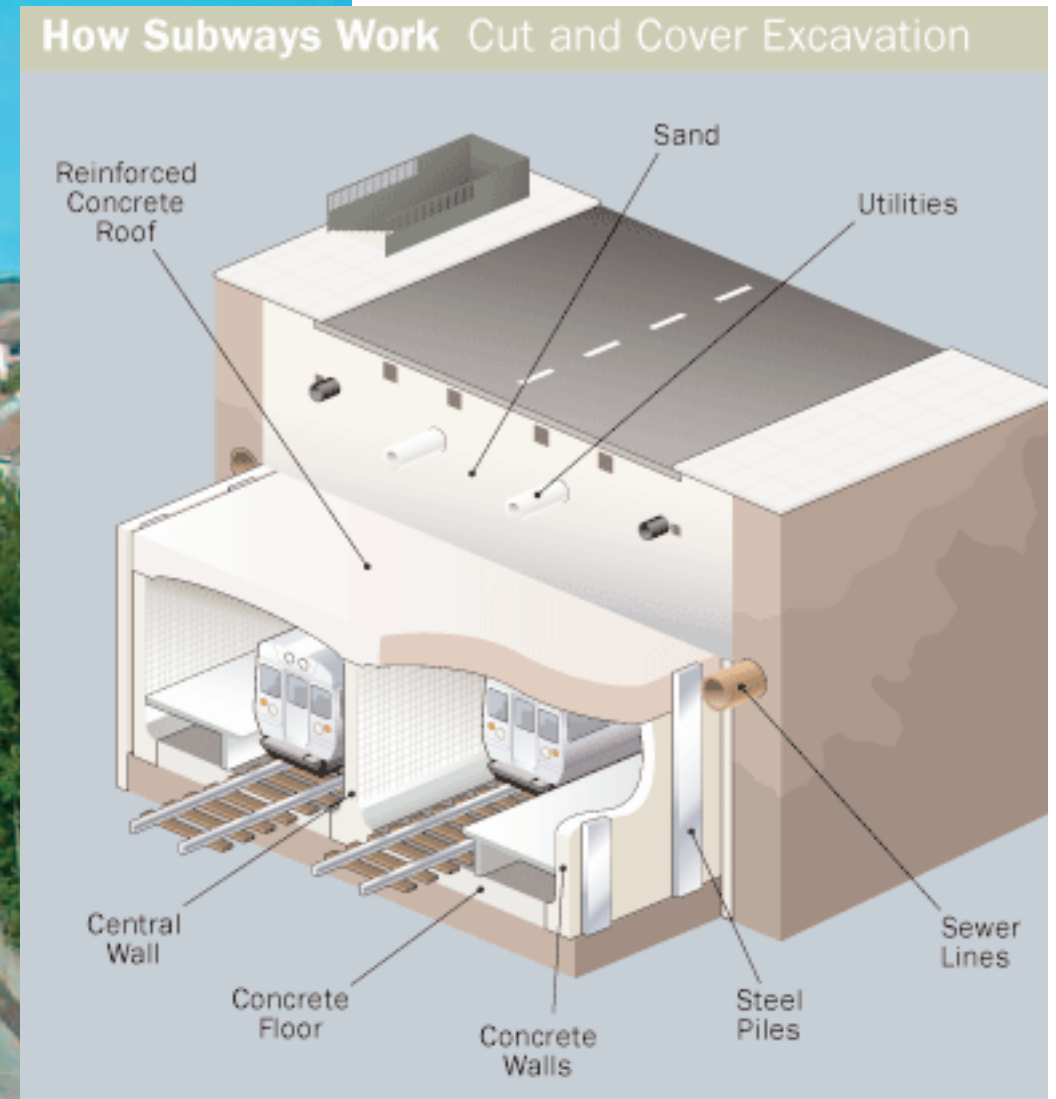 How Subways Work Cut and Cover Excavation
Sand
Reinforced
Concrete
Roof
Utilities
Central
Wall
Concrete
Floor
Concrete
Walls
Steel
Piles
Sewer
Lines